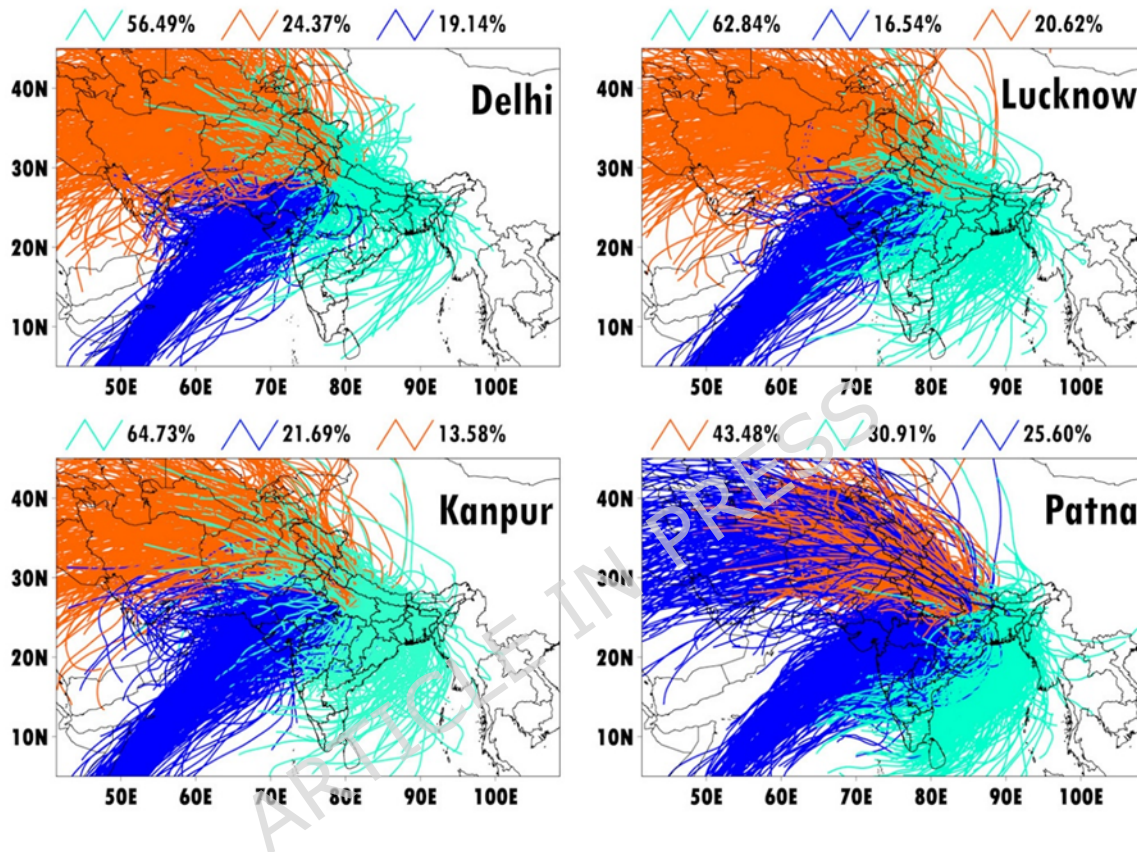 56.49% 24.37% 19.14%
40N
30N
20N
10N
Delhi
50E 60E 70E 80E 90E 100E
62.84% 16.54% 20.62%
40N
30N
20N
10N
Lucknow
50E 60E 70E 80E 90E 100E
64.73% 21.69% 13.58%
40N
30N
20N
10N
Kanpur
50E 60E 70E 80E 90E 100E
43.48% 30.91% 25.60%
40N
30N
20N
10N
Patna
50E 60E 70E 80E 90E 100E
ARTICLE IN PRESS